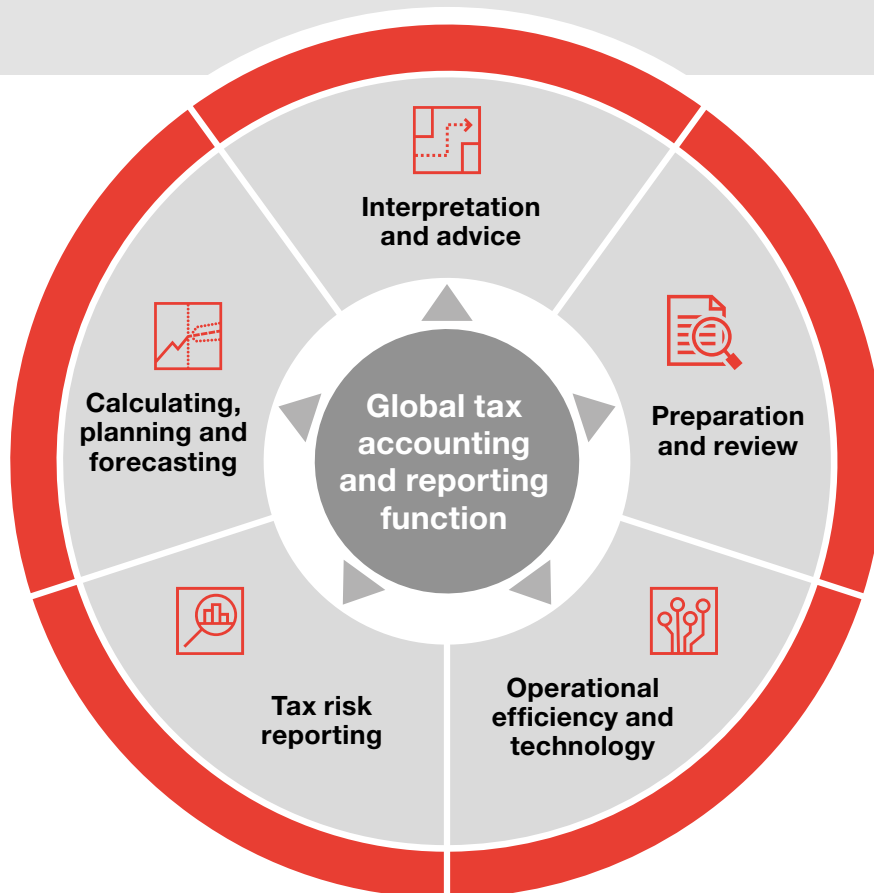 Interpretation
and advice
Calculating,
planning and
forecasting
Global tax
accounting
and reporting
function
Preparation
and review
Tax risk
reporting
Operational
efficiency and
technology